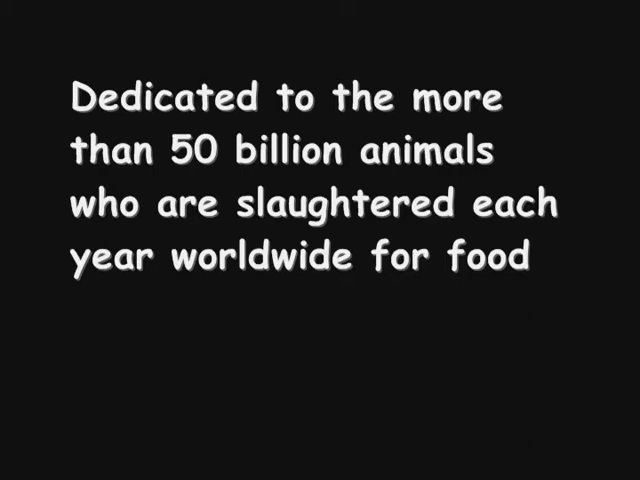 Dedicated to the more
than 50 billion animals
who are slaughtered each
year worldwide for food